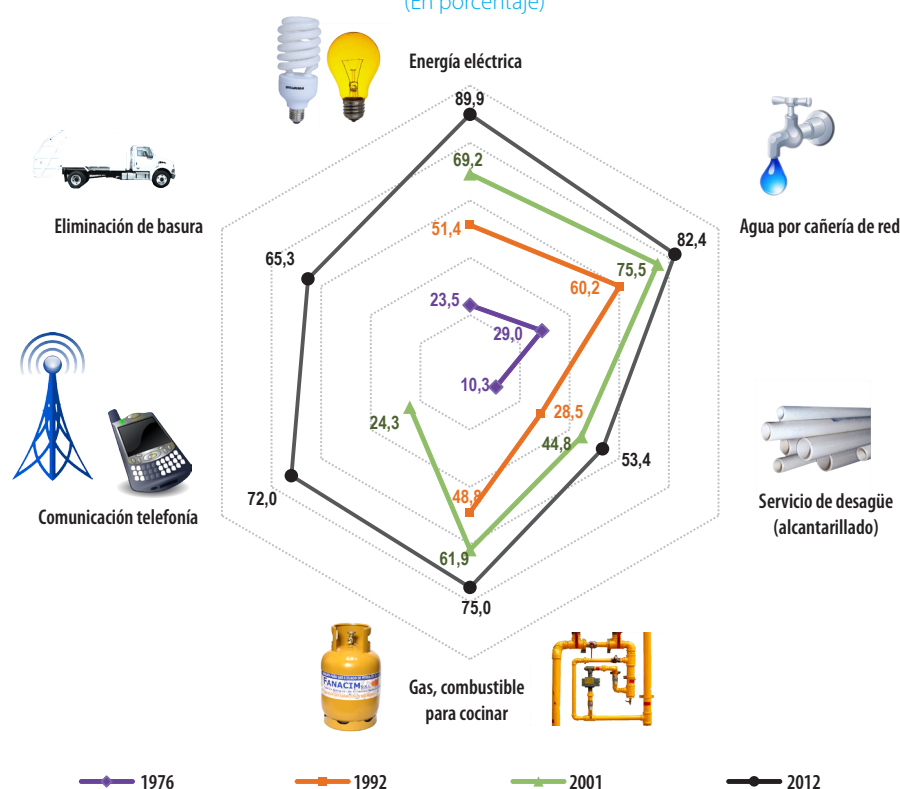 (En porcentaje)
Energía eléctrica
89,9
69,2
51,4
23,5
Agua por cañería de red
82,4
75,5
60,2
29,0
Servicio de desagüe
(alcantarillado)
53,4
44,8
28,5
10,3
Gas, combustible
para cocinar
75,0
61,9
48,8
FANACIM
Comunicación telefonía
72,0
24,3
Eliminación de basura
65,3
1976
1992
2001
2012